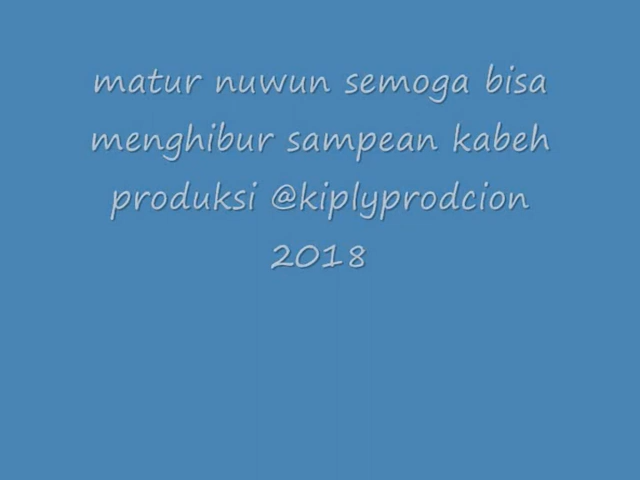 matur nuwun semoga bisa
menghibur sampean kabeh
produksi @kiplyprodcion
2018